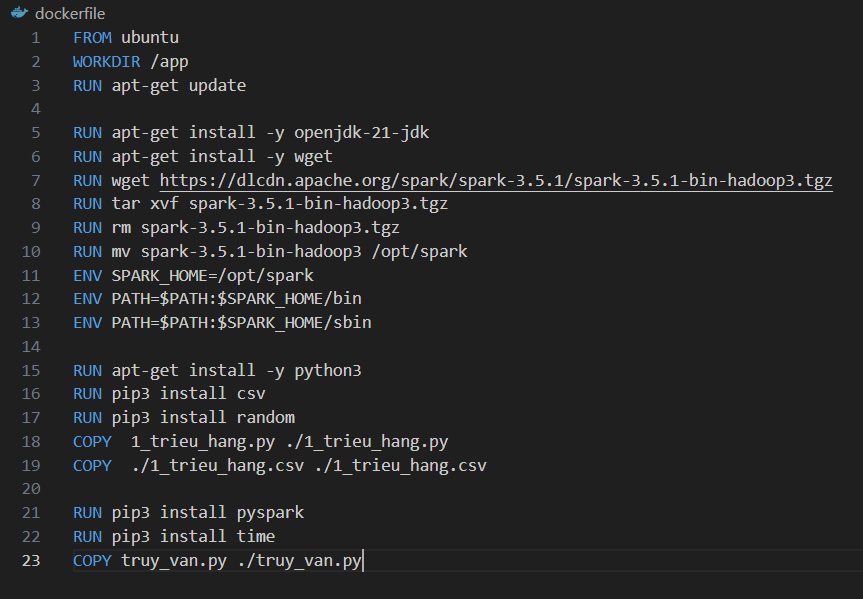 dockerfile
1 FROM ubuntu
2 WORKDIR /app
3 RUN apt-get update
4
5 RUN apt-get install -y openjdk-21-jdk
6 RUN apt-get install -y wget
7 RUN wget https://dlcdn.apache.org/spark/spark-3.5.1/spark-3.5.1-bin-hadoop3.tgz
8 RUN tar xvf spark-3.5.1-bin-hadoop3.tgz
9 RUN rm spark-3.5.1-bin-hadoop3.tgz
10 RUN mv spark-3.5.1-bin-hadoop3 /opt/spark
11 ENV SPARK_HOME=/opt/spark
12 ENV PATH=$PATH:$SPARK_HOME/bin
13 ENV PATH=$PATH:$SPARK_HOME/sbin
14
15 RUN apt-get install -y python3
16 RUN pip3 install csv
17 RUN pip3 install random
18 COPY  1_trieu_hang.py ./1_trieu_hang.py
19 COPY  ./1_trieu_hang.csv ./1_trieu_hang.csv
20
21 RUN pip3 install pyspark
22 RUN pip3 install time
23 COPY truy_van.py ./truy_van.py